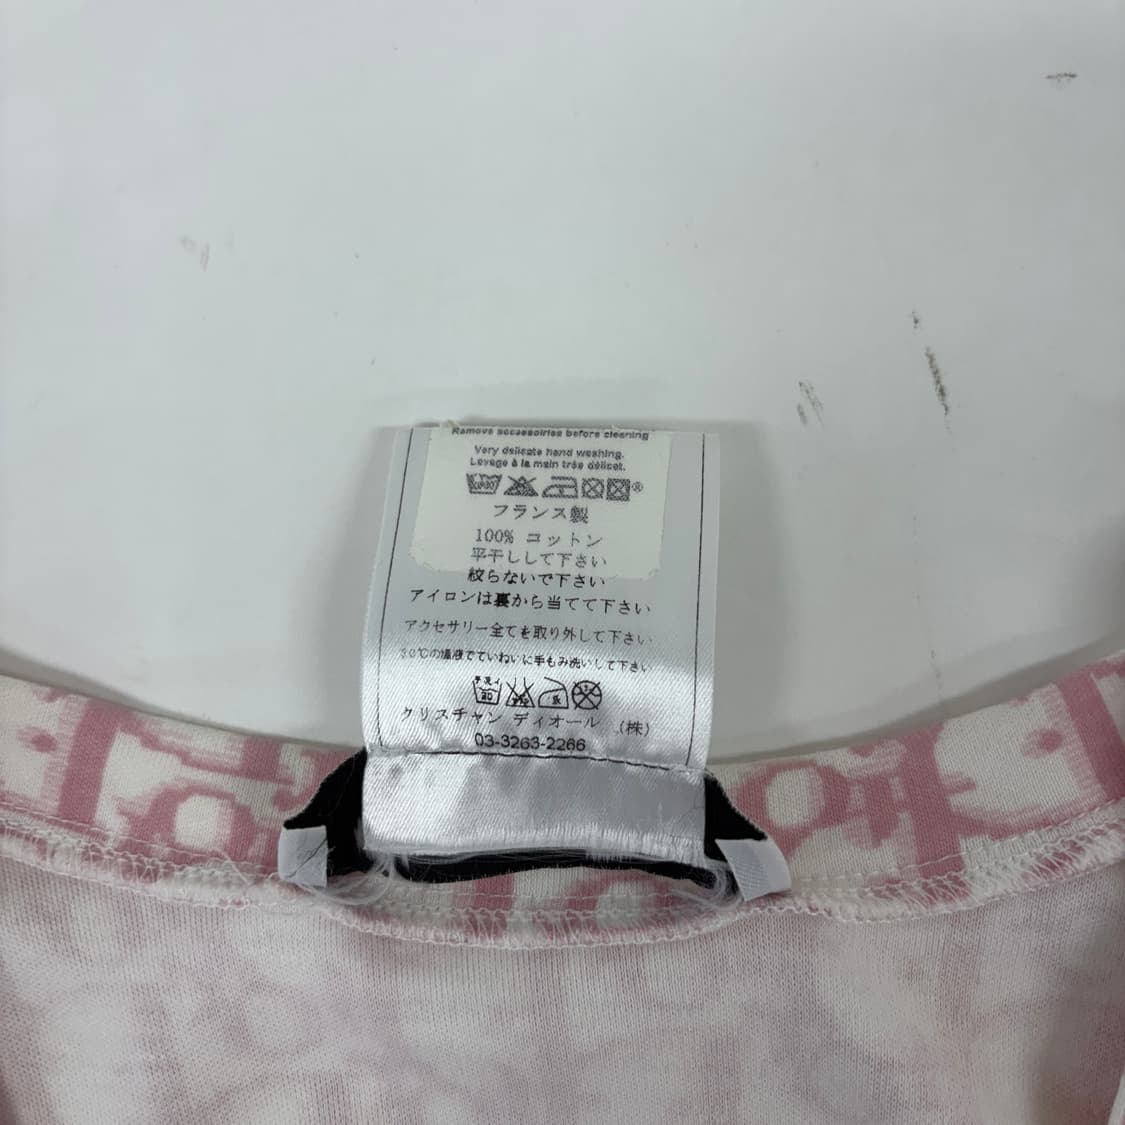 Remove accessoiries before cleaning
Very delicate hand washing.
Levage à la main très délicat.
フランス製
100% コットン
平干しして下さい
絞らないで下さい
アイロンは裏から当てて下さい
アクセサリー全てを取り外して下さい
30℃の温液でていねいに手もみ洗いして下さい
クリスチャン ディオール (株)
03-3263-2266